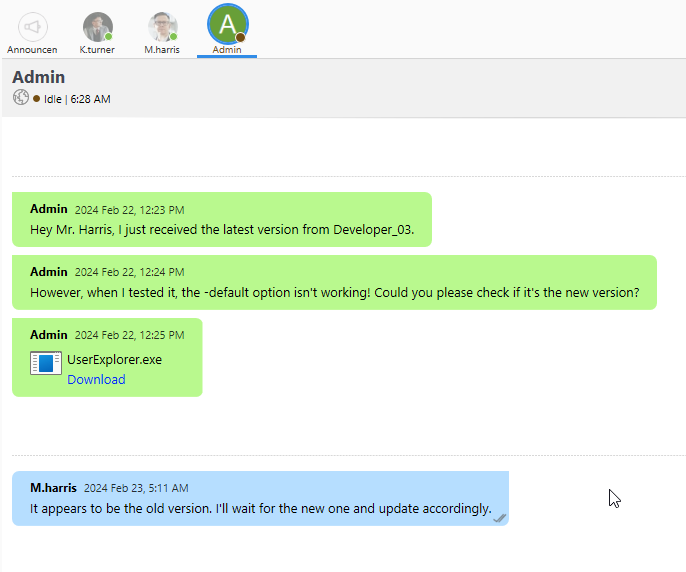 Announcen
K.turner
M.harris
A
Admin
Admin
Idle | 6:28 AM
Admin 2024 Feb 22, 12:23 PM
Hey Mr. Harris, I just received the latest version from Developer_03.
Admin 2024 Feb 22, 12:24 PM
However, when I tested it, the -default option isn't working! Could you please check if it's the new version?
Admin 2024 Feb 22, 12:25 PM
UserExplorer.exe
Download
M.harris 2024 Feb 23, 5:11 AM
It appears to be the old version. I'll wait for the new one and update accordingly.